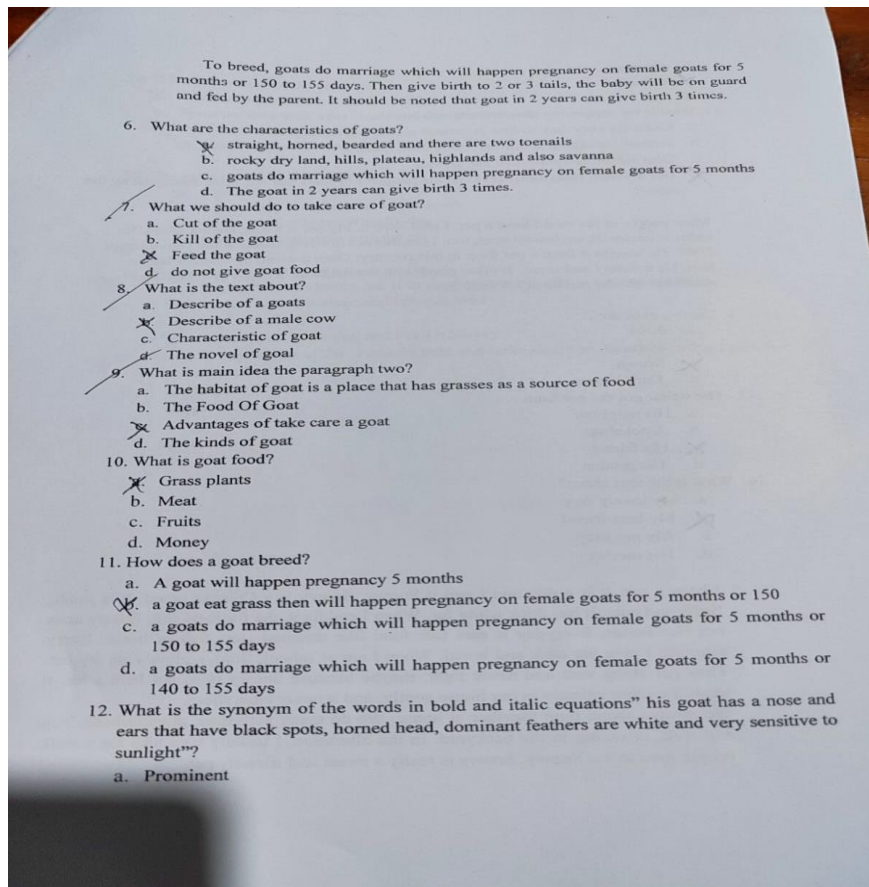 To breed, goats do marriage which will happen pregnancy on female goats for 5
months or 150 to 155 days. Then give birth to 2 or 3 tails, the baby will be on guard
and fed by the parent. It should be noted that goat in 2 years can give birth 3 times.
6. What are the characteristics of goats?
a. straight, horned, bearded and there are two toenails
b. rocky dry land, hills, plateau, highlands and also savanna
c. goats do marriage which will happen pregnancy on female goats for 5 months
d. The goat in 2 years can give birth 3 times.
7. What we should do to take care of goat?
a. Cut of the goat
b. Kill of the goat
c. Feed the goat
d. do not give goat food
8. What is the text about?
a. Describe of a goats
b. Describe of a male cow
c. Characteristic of goat
d. The novel of goal
9. What is main idea the paragraph two?
a. The habitat of goat is a place that has grasses as a source of food
b. The Food Of Goat
c. Advantages of take care a goat
d. The kinds of goat
10. What is goat food?
a. Grass plants
b. Meat
c. Fruits
d. Money
11. How does a goat breed?
a. A goat will happen pregnancy 5 months
b. a goat eat grass then will happen pregnancy on female goats for 5 months or 150
c. a goats do marriage which will happen pregnancy on female goats for 5 months or
150 to 155 days
d. a goats do marriage which will happen pregnancy on female goats for 5 months or
140 to 155 days
12. What is the synonym of the words in bold and italic equations” his goat has a nose and
ears that have black spots, horned head, dominant feathers are white and very sensitive to
sunlight”?
a. Prominent